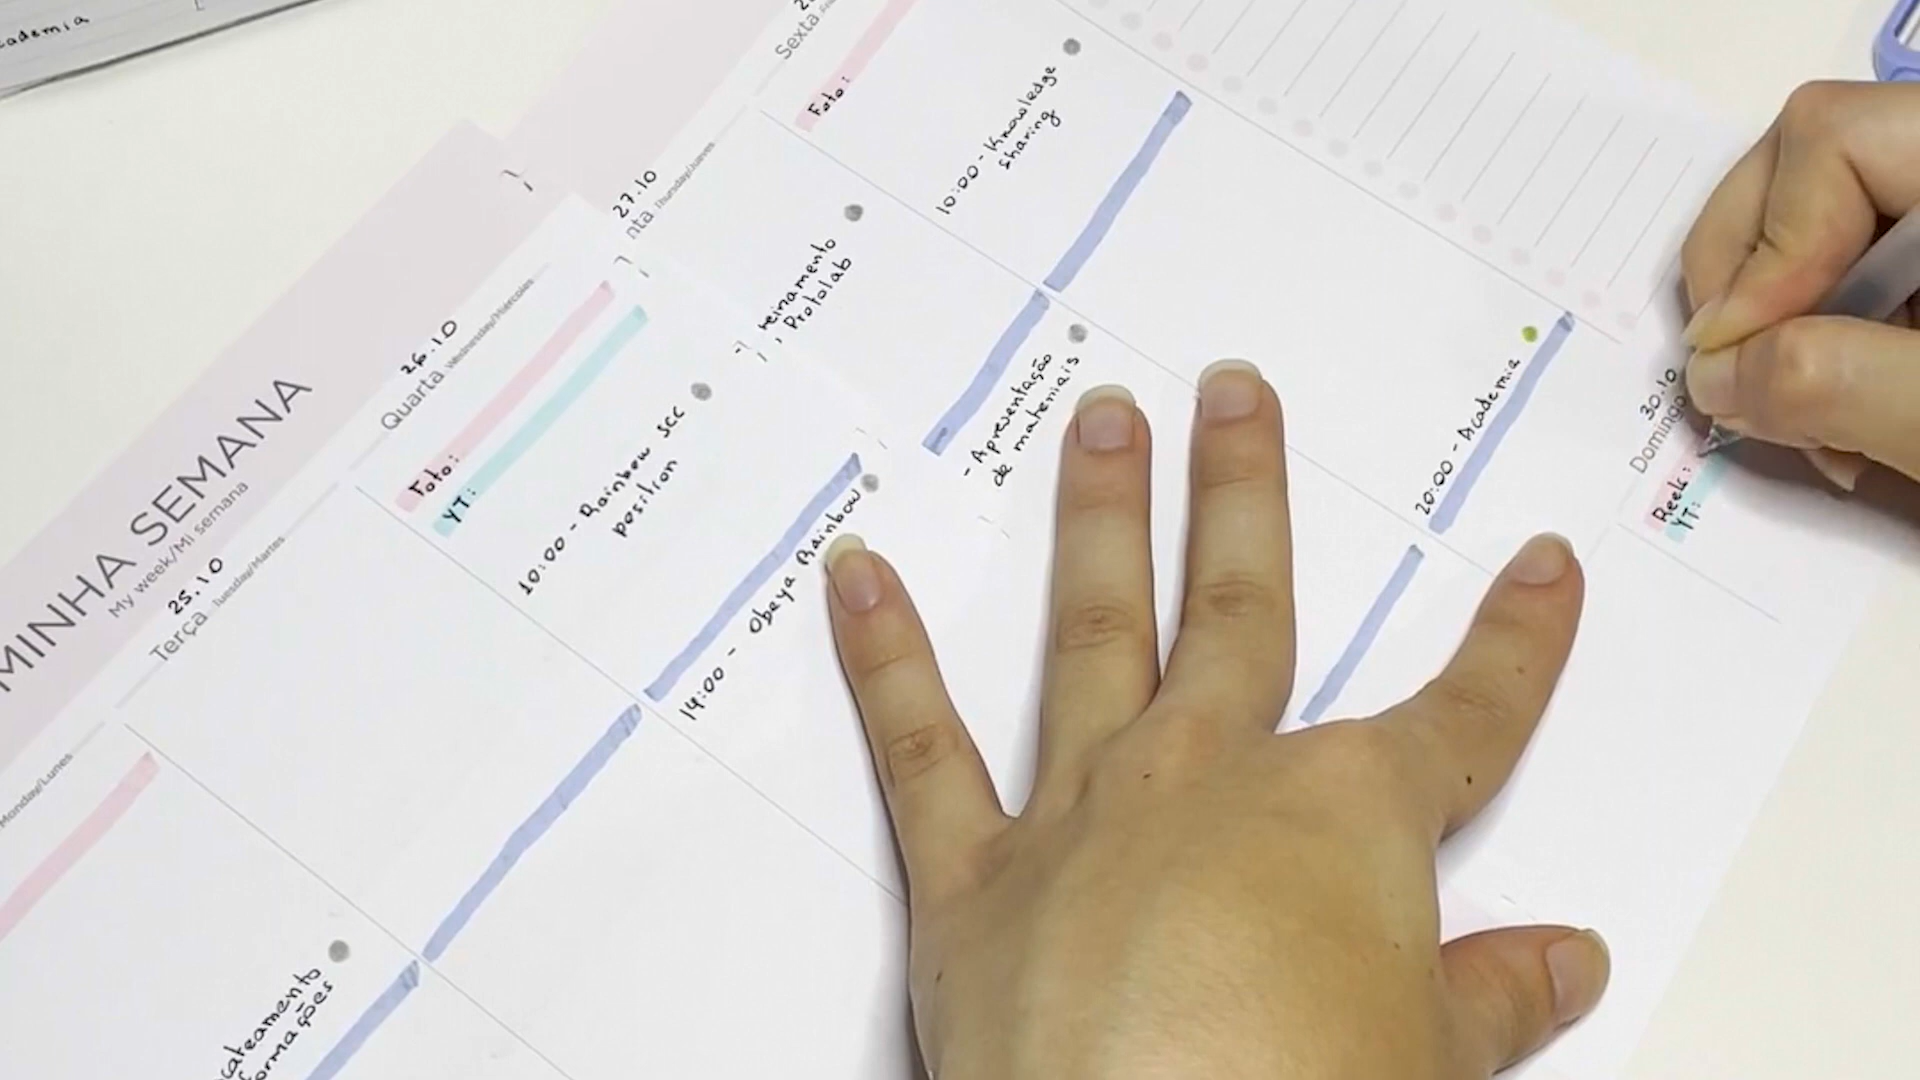 MINHA SEMANA
My week/Mi semana
Monday/Lunes
25.10
Terça Tuesday/Martes
26.10
Quarta Wednesday/Miércoles
Foto:
YT:
10:00 - Rainbow SCC
position
14:00 - Obeya Rainbow
27.10
nta Thursday/Jueves
reinamento
Protolab
- Apresentação
de materiais
Sexta
Foto:
10:00 - Knowledge
sharing
20:00 - Academia
30.10
Domingo
Reels:
YT: